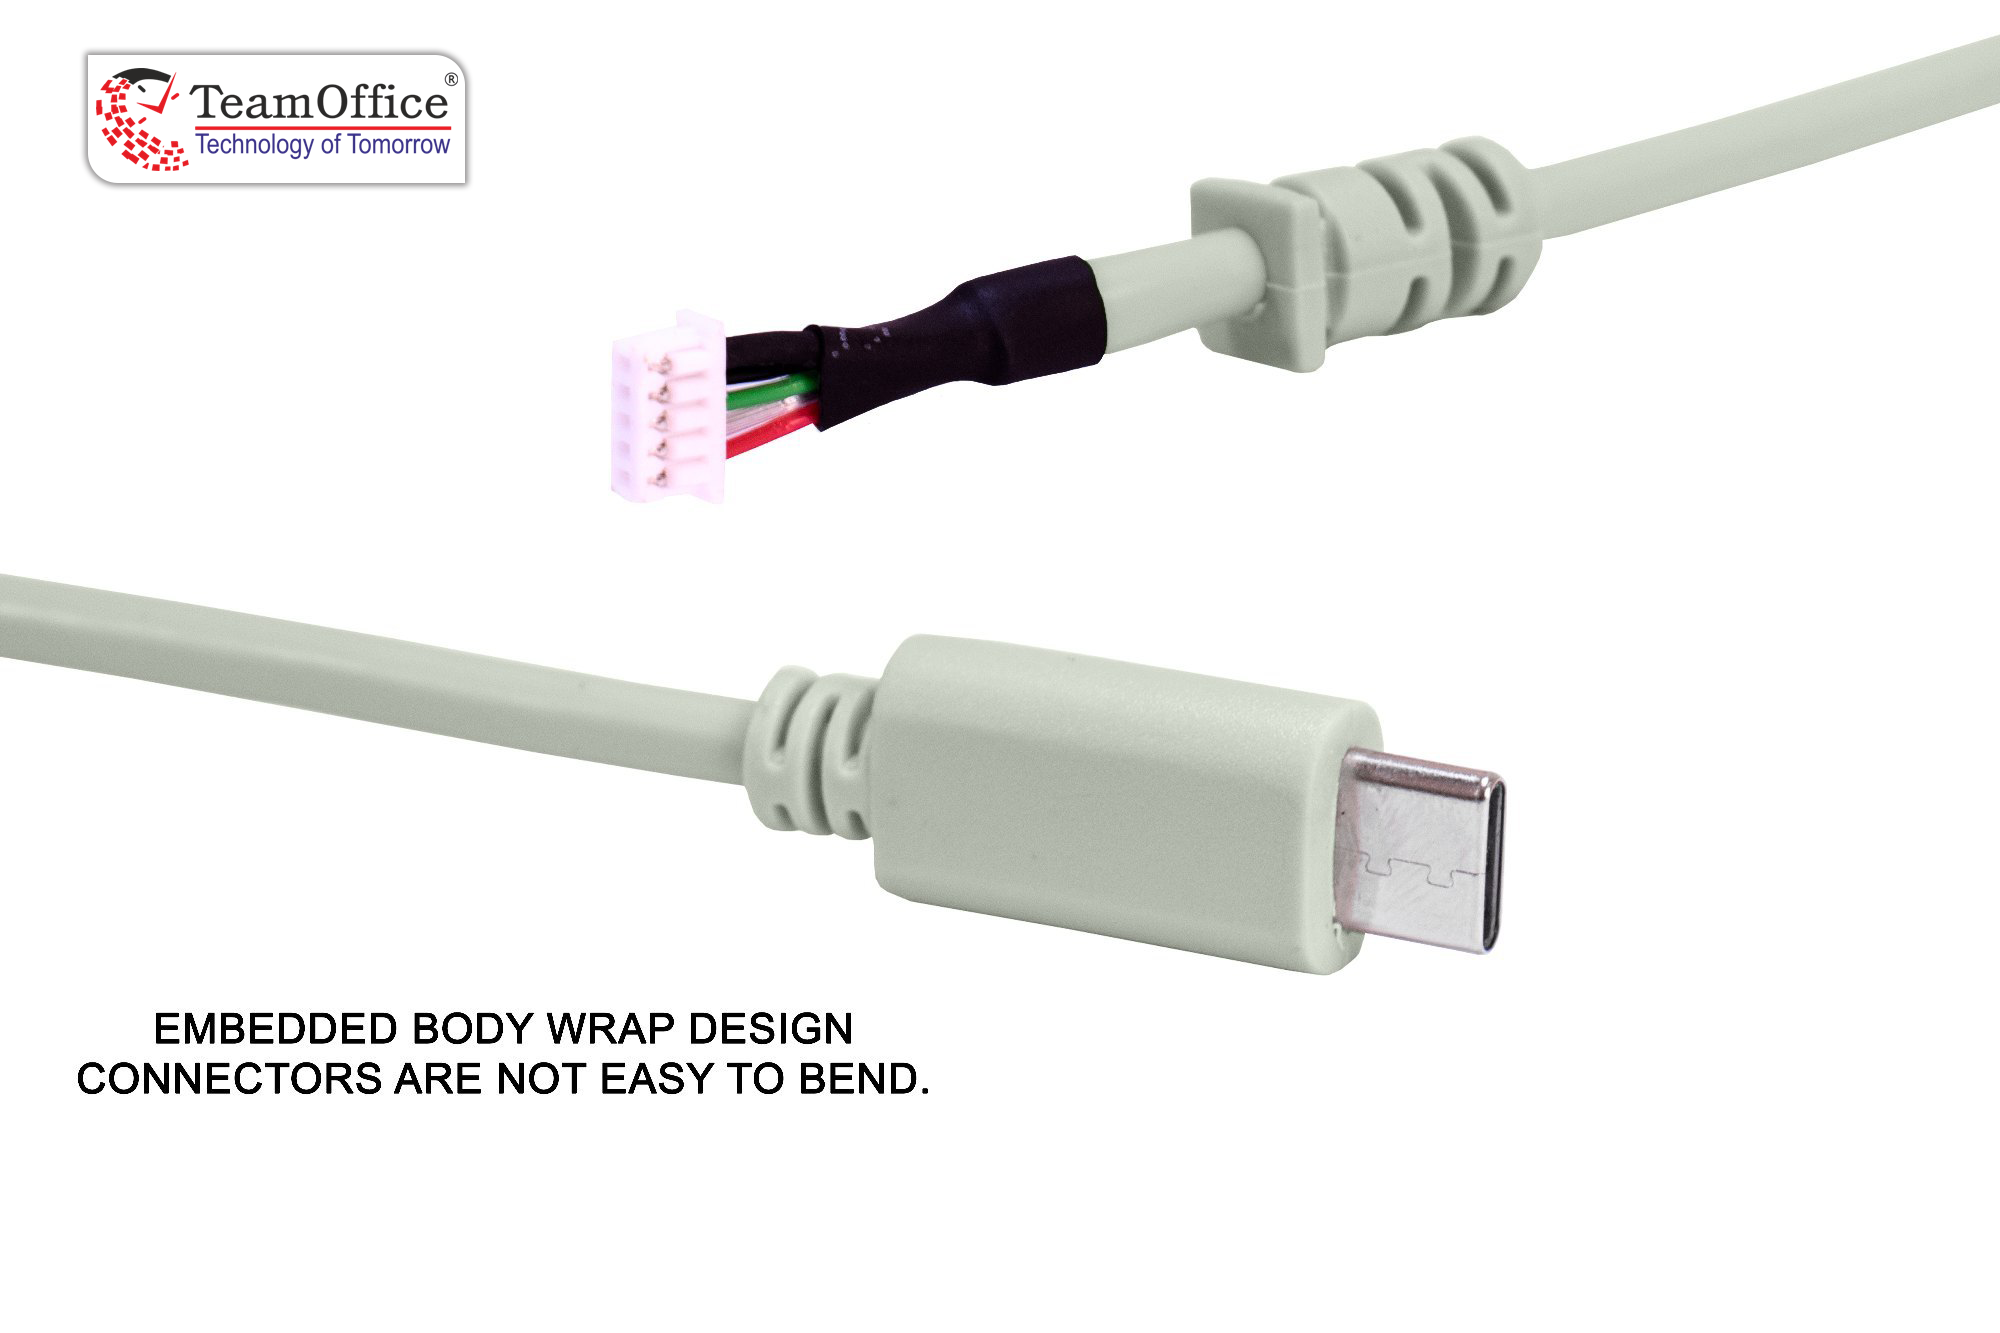 TeamOffice®
Technology of Tomorrow
EMBEDDED BODY WRAP DESIGN
CONNECTORS ARE NOT EASY TO BEND.